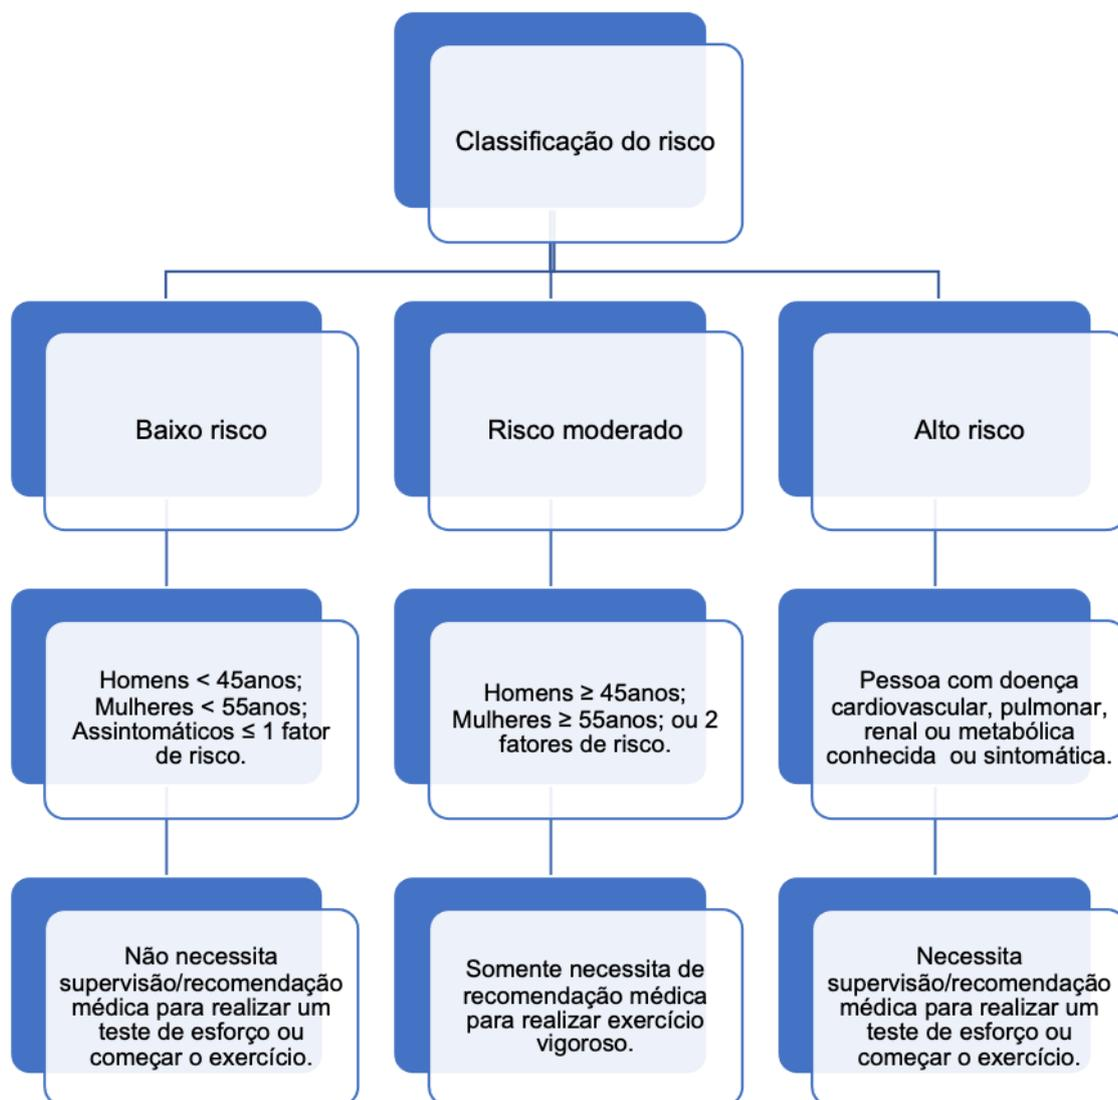 Classificação do risco
Baixo risco
Risco moderado
Alto risco
Homens < 45anos;
Mulheres < 55anos;
Assintomáticos ≤ 1 fator
de risco.
Homens ≥ 45anos;
Mulheres ≥ 55anos; ou 2
fatores de risco.
Pessoa com doença
cardiovascular, pulmonar,
renal ou metabólica
conhecida  ou sintomática.
Não necessita
supervisão/recomendação
médica para realizar um
teste de esforço ou
começar o exercício.
Somente necessita de
recomendação médica
para realizar exercício
vigoroso.
Necessita
supervisão/recomendação
médica para realizar um
teste de esforço ou
começar o exercício.